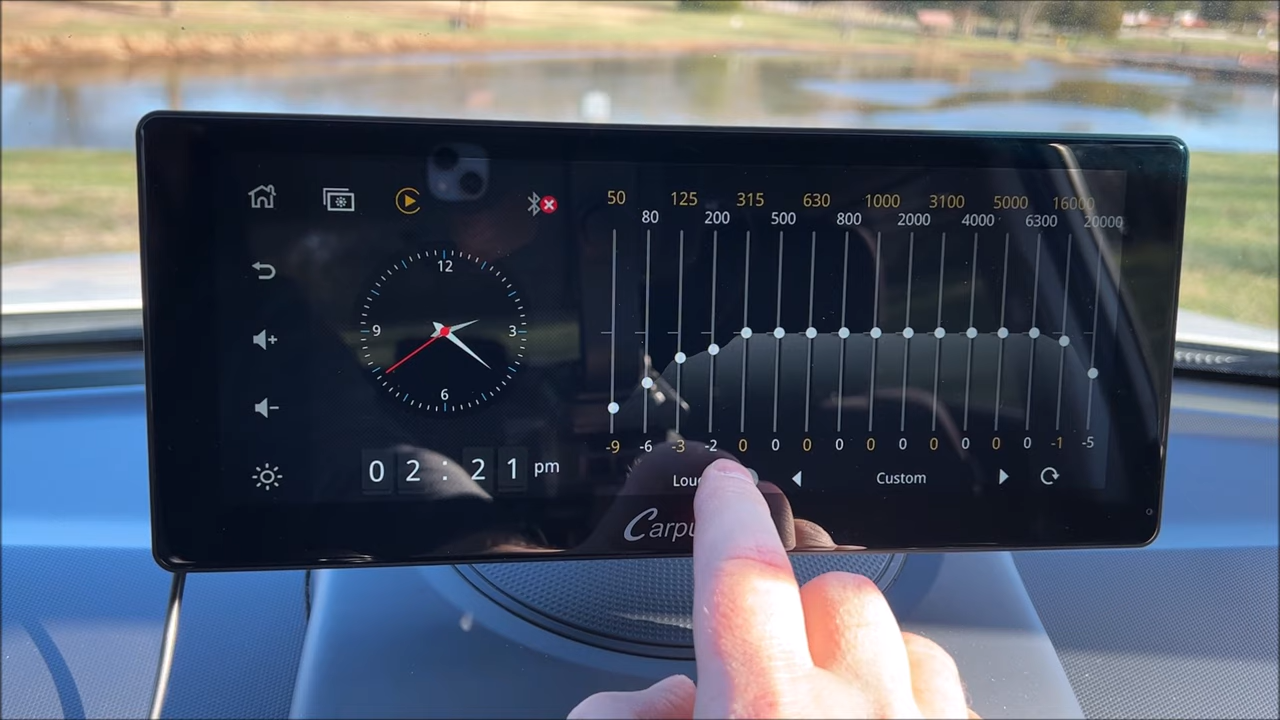 50 125 315 630 1000 3100 5000 16000
80 200 500 800 2000 4000 6300 20000
12
9 3
6
-9 -6 -3 -2 0 0 0 0 0 0 0 0 0 0 -1 -5
02:21 pm
Custom